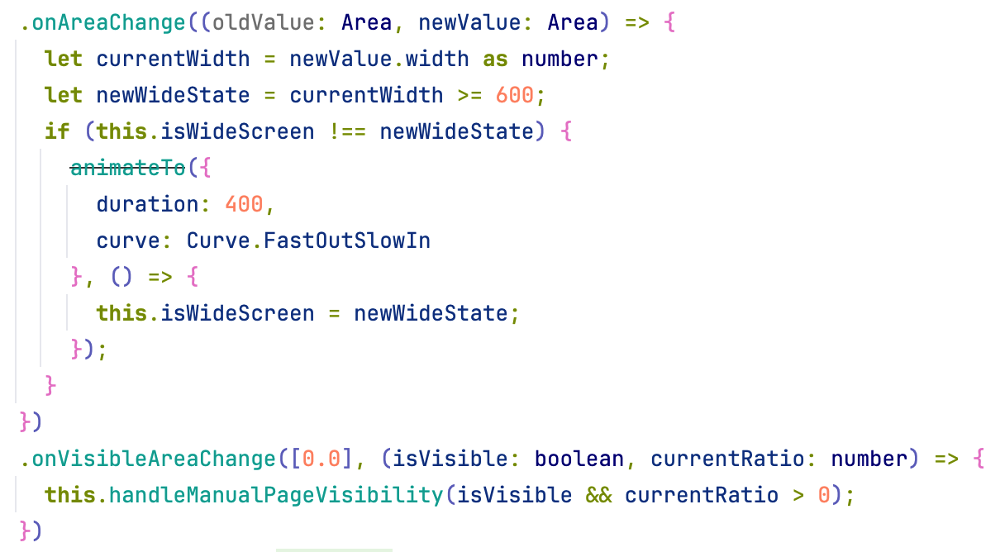 .onAreaChange((oldValue: Area, newValue: Area) => {
  let currentWidth = newValue.width as number;
  let newWideState = currentWidth >= 600;
  if (this.isWideScreen !== newWideState) {
    animateTo({
      duration: 400,
      curve: Curve.FastOutSlowIn
    }, () => {
      this.isWideScreen = newWideState;
    });
  }
})
.onVisibleAreaChange([0.0], (isVisible: boolean, currentRatio: number) => {
  this.handleManualPageVisibility(isVisible && currentRatio > 0);
})